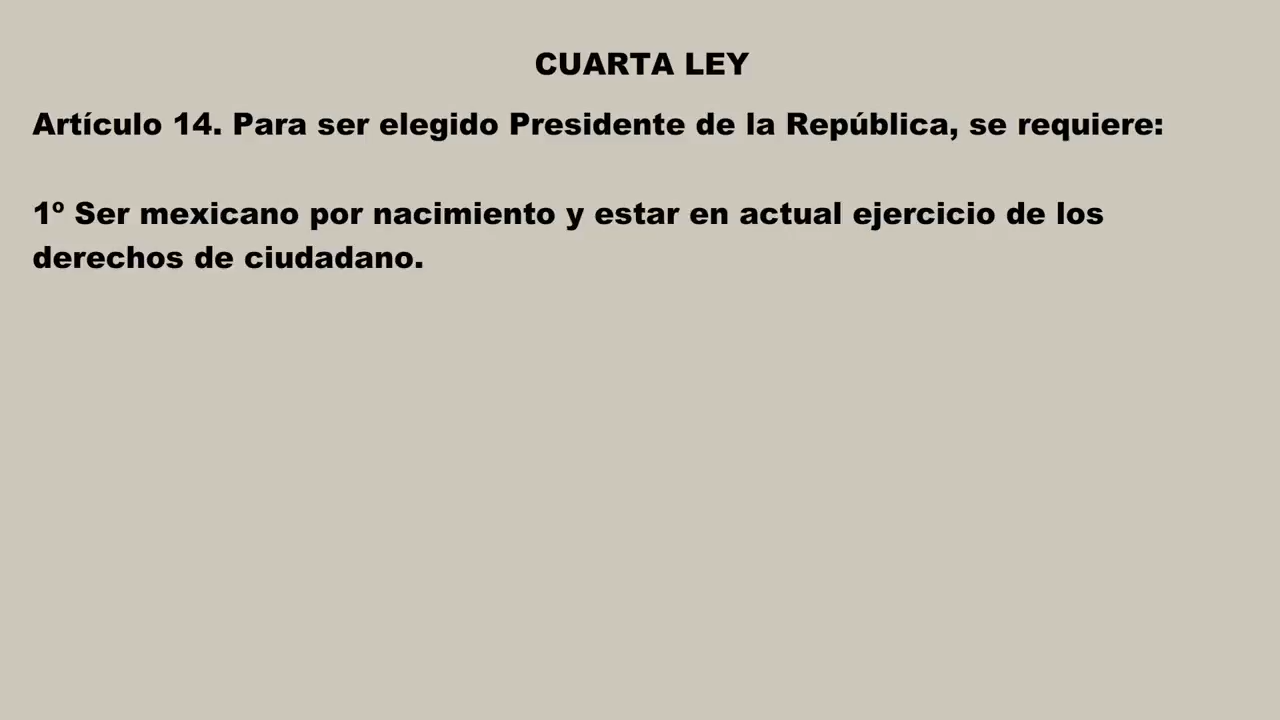 CUARTA LEY
Artículo 14. Para ser elegido Presidente de la República, se requiere:
1º Ser mexicano por nacimiento y estar en actual ejercicio de los
derechos de ciudadano.